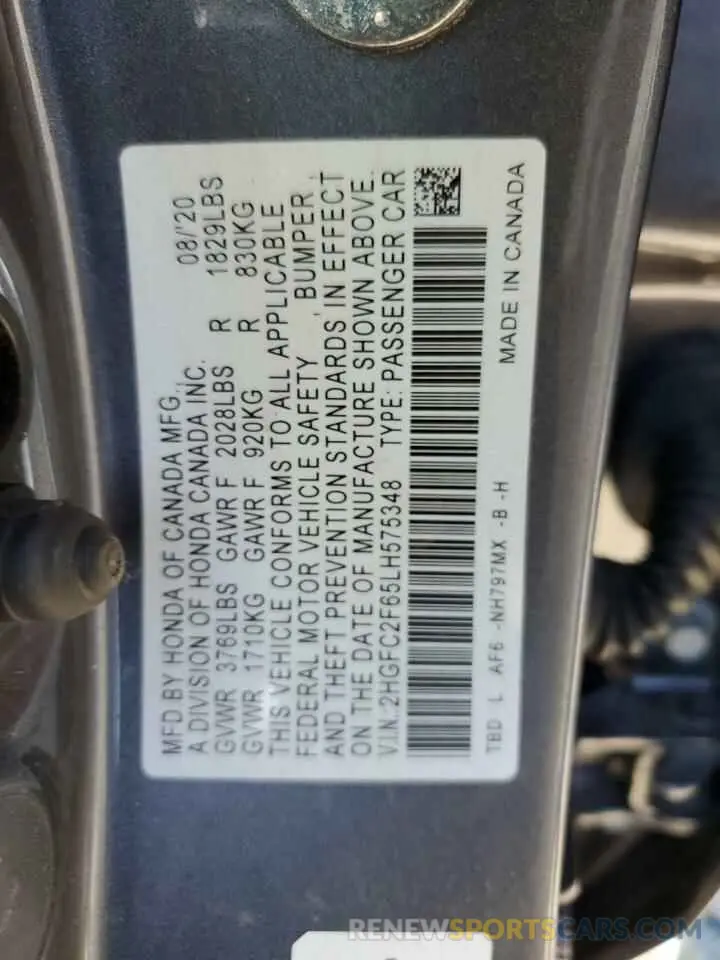 MFD BY HONDA OF CANADA MFG., 08/'20
A DIVISION OF HONDA CANADA INC.
GVWR 3769LBS GAWR F 2028LBS R 1829LBS
GVWR 1710KG GAWR F 920KG R 830KG
THIS VEHICLE CONFORMS TO ALL APPLICABLE
FEDERAL MOTOR VEHICLE SAFETY , BUMPER ,
AND THEFT PREVENTION STANDARDS IN EFFECT
ON THE DATE OF MANUFACTURE SHOWN ABOVE.
V.I.N.2HGFC2F65LH575348 TYPE: PASSENGER CAR
TBD L AF6 -NH797MX -B -H MADE IN CANADA
RENEWSPORTSCARS.COM